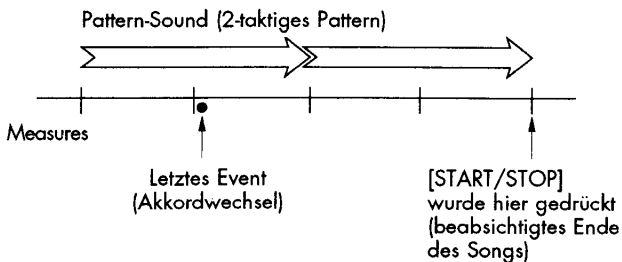 Pattern-Sound (2-taktiges Pattern)
Measures
Letztes Event
(Akkordwechsel)
[START/STOP]
wurde hier gedrückt
(beabsichtigtes Ende
des Songs)